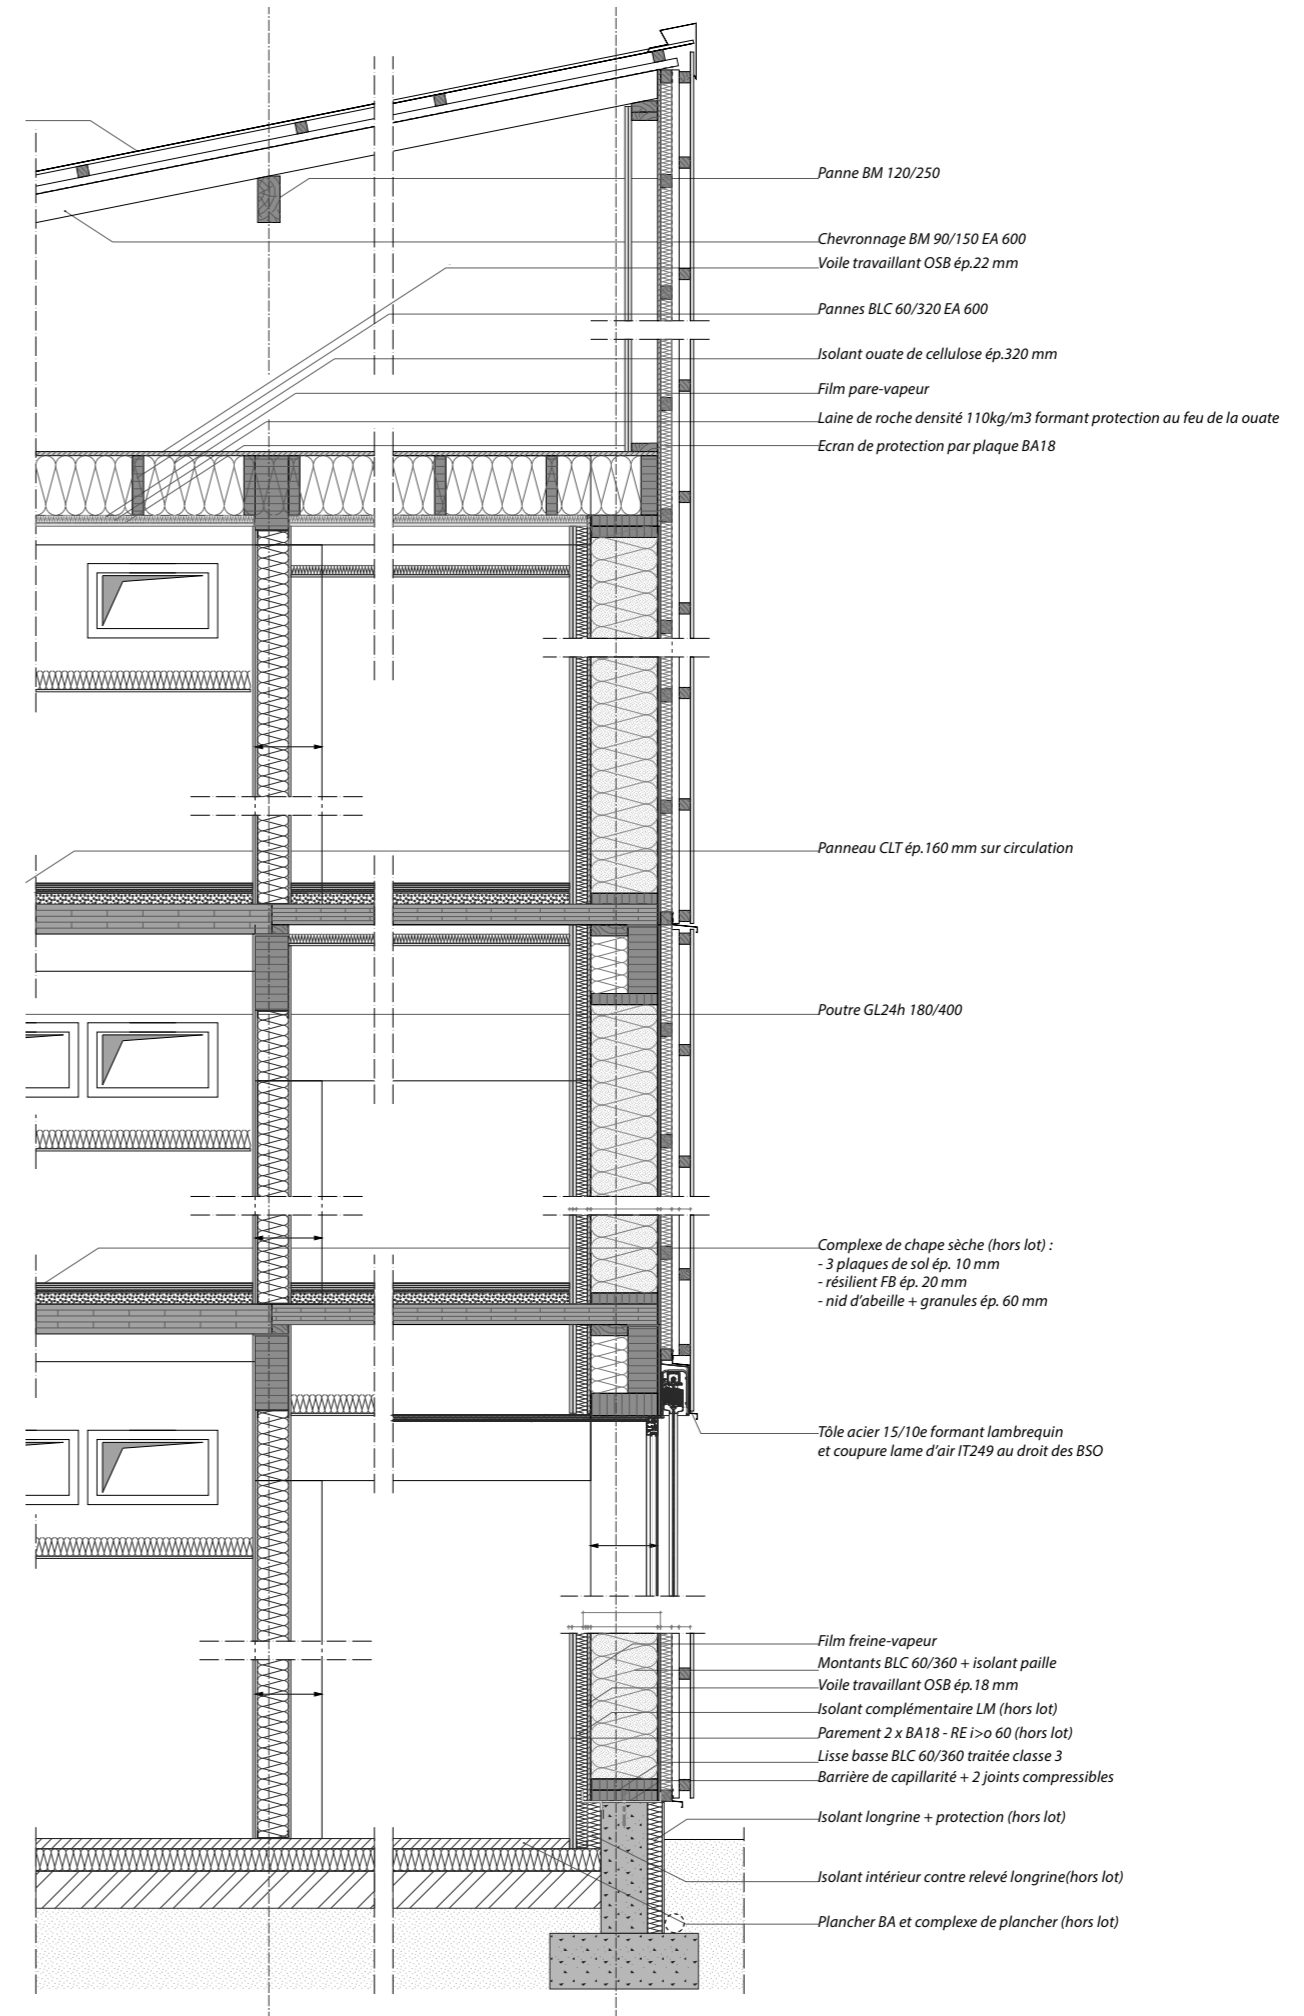 Panne BM 120/250
Chevronnage BM 90/150 EA 600
Voile travaillant OSB ép.22 mm
Pannes BLC 60/320 EA 600
Isolant ouate de cellulose ép.320 mm
Film pare-vapeur
Laine de roche densité 110kg/m3 formant protection au feu de la ouate
Ecran de protection par plaque BA18
Panneau CLT ép.160 mm sur circulation
Poutre GL24h 180/400
Complexe de chape sèche (hors lot) :
- 3 plaques de sol ép. 10 mm
- résilient FB ép. 20 mm
- nid d'abeille + granules ép. 60 mm
Tôle acier 15/10e formant lambrequin
et coupure lame d'air IT249 au droit des BSO
Film freine-vapeur
Montants BLC 60/360 + isolant paille
Voile travaillant OSB ép.18 mm
Isolant complémentaire LM (hors lot)
Parement 2 x BA18 - RE i>o 60 (hors lot)
Lisse basse BLC 60/360 traitée classe 3
Barrière de capillarité + 2 joints compressibles
Isolant longrine + protection (hors lot)
Isolant intérieur contre relevé longrine(hors lot)
Plancher BA et complexe de plancher (hors lot)